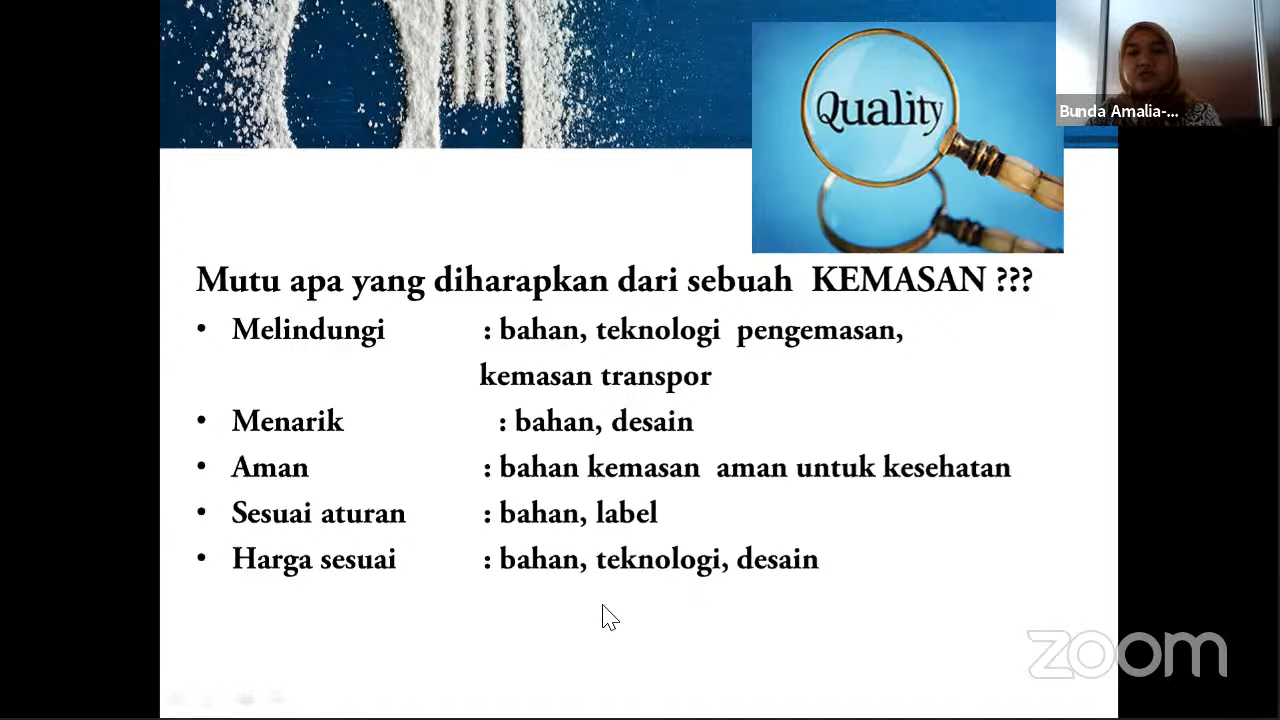 Quality
Bunda Amalia-...
Mutu apa yang diharapkan dari sebuah KEMASAN ???
• Melindungi : bahan, teknologi pengemasan,
kemasan transpor
• Menarik : bahan, desain
• Aman : bahan kemasan aman untuk kesehatan
• Sesuai aturan : bahan, label
• Harga sesuai : bahan, teknologi, desain
zoom